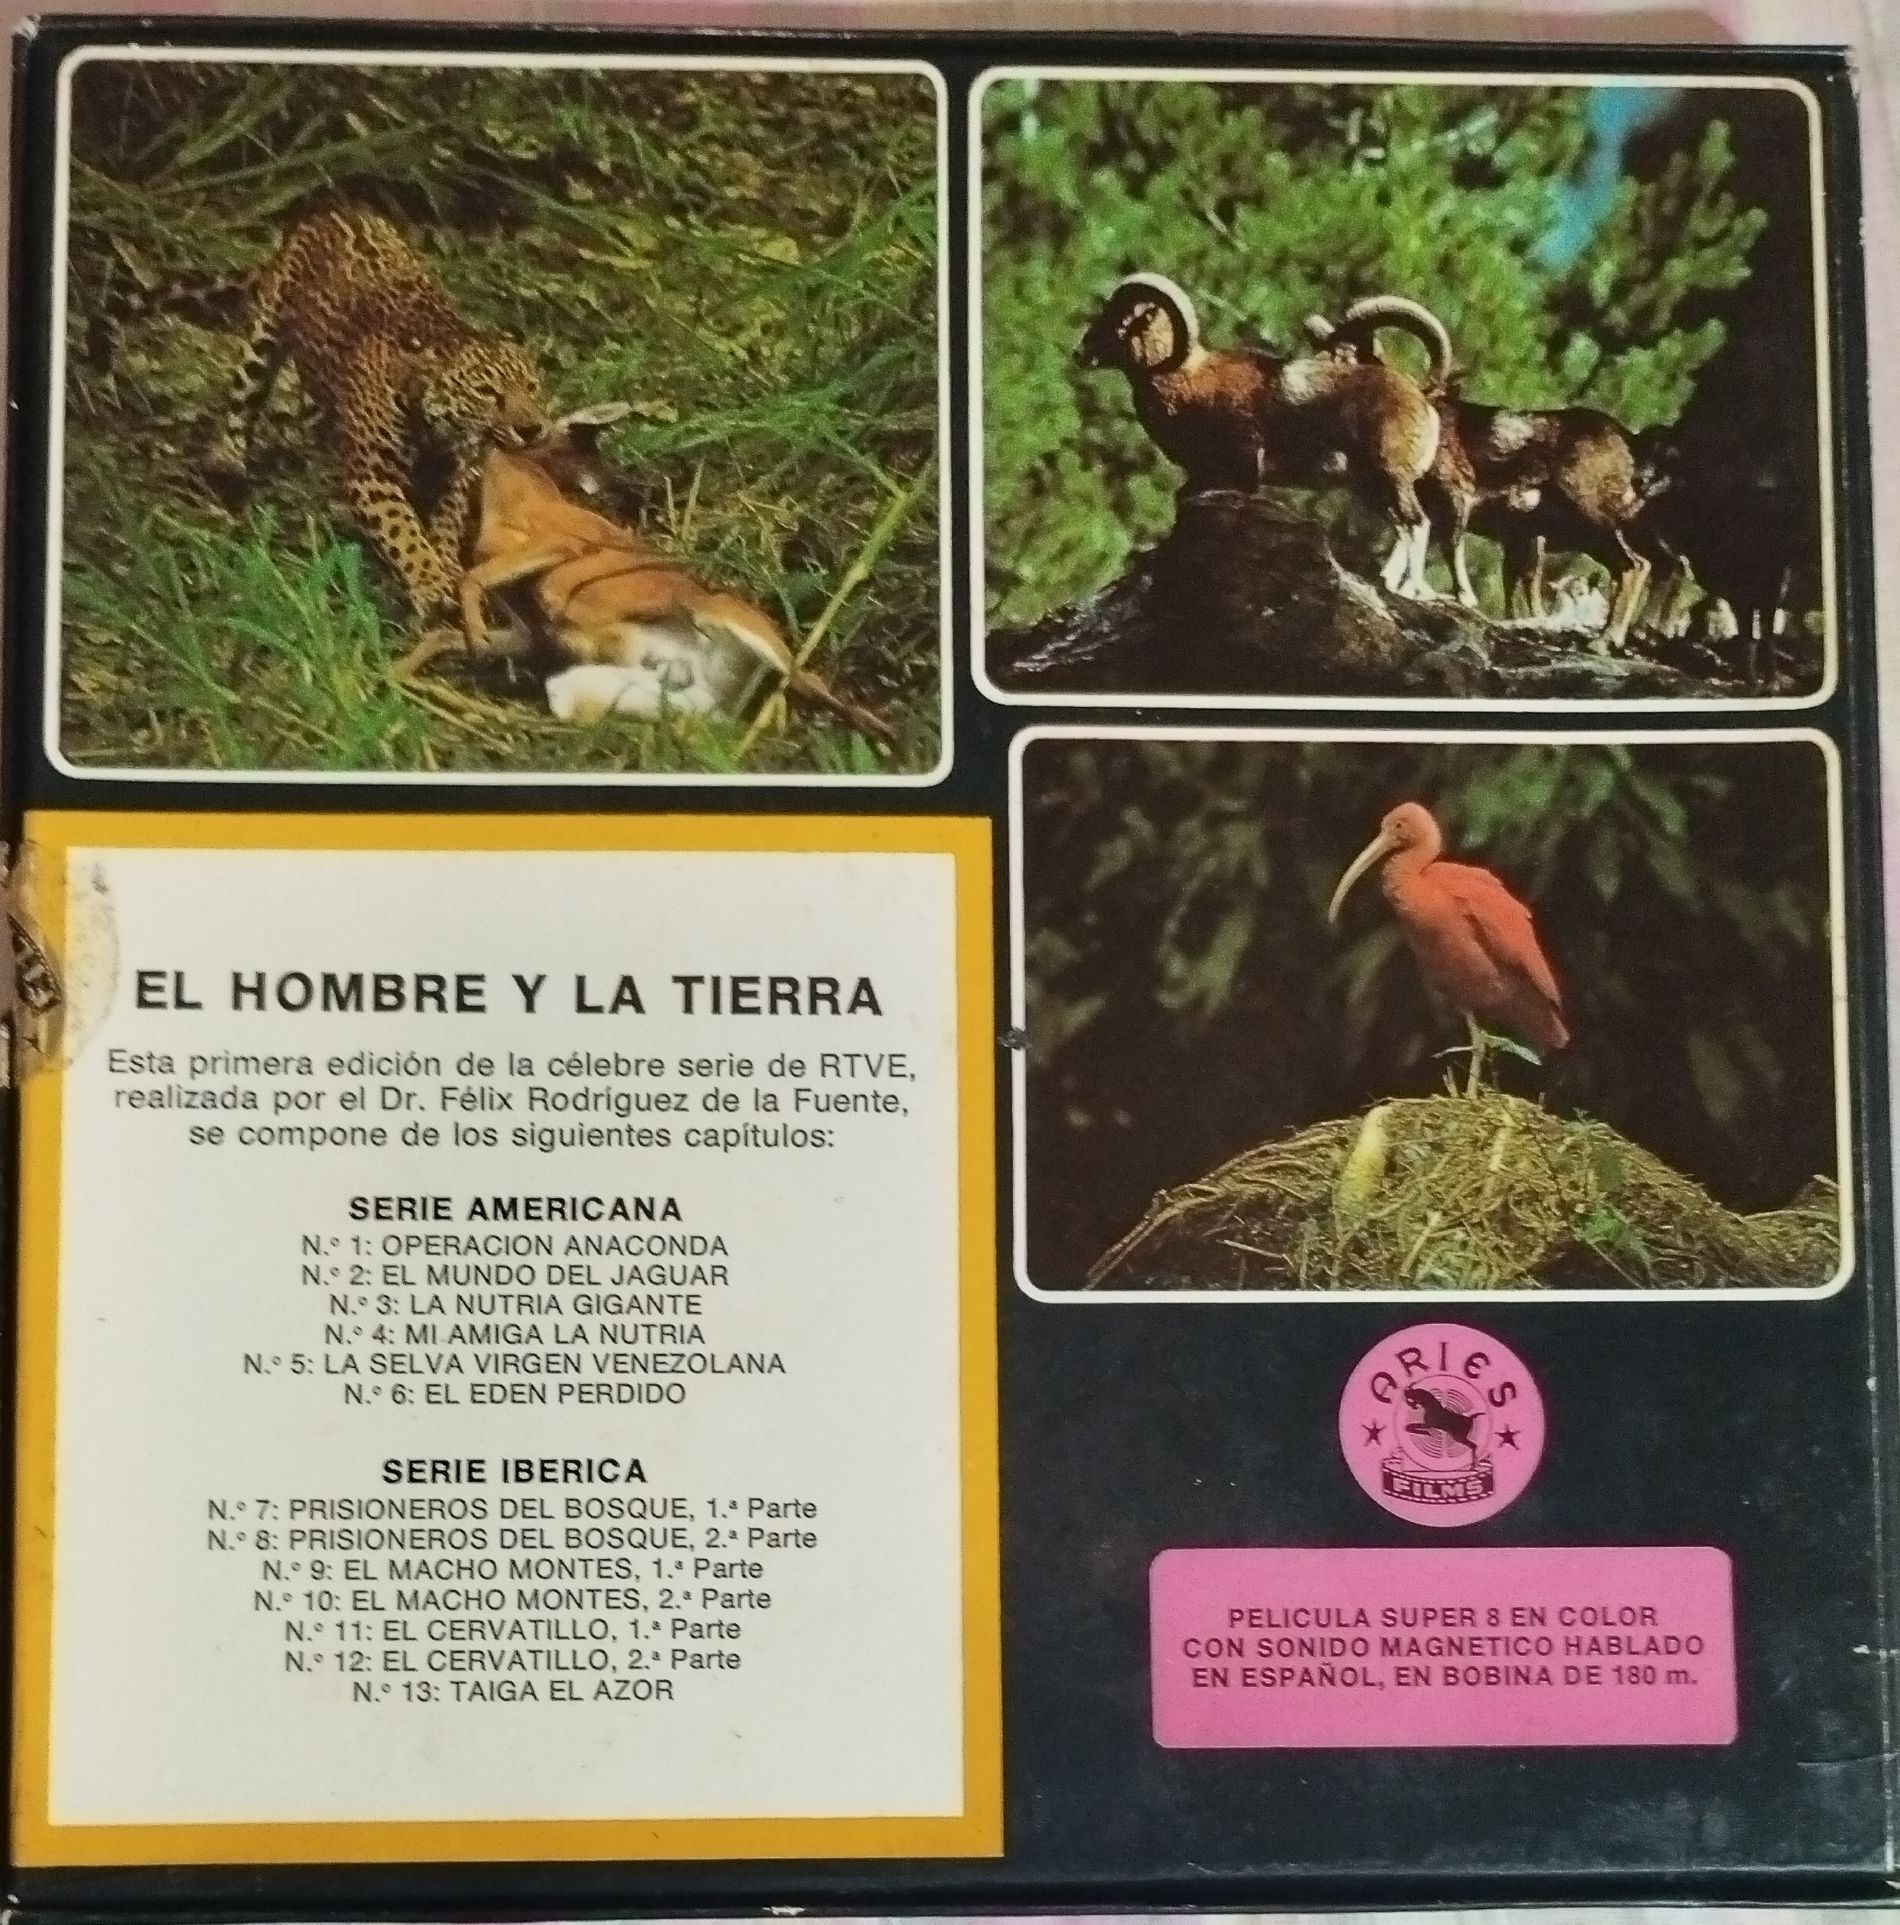 EL HOMBRE Y LA TIERRA
Esta primera edición de la célebre serie de RTVE,
realizada por el Dr. Félix Rodríguez de la Fuente,
se compone de los siguientes capítulos:
SERIE AMERICANA
N.º 1: OPERACION ANACONDA
N.º 2: EL MUNDO DEL JAGUAR
N.º 3: LA NUTRIA GIGANTE
N.º 4: MI AMIGA LA NUTRIA
N.º 5: LA SELVA VIRGEN VENEZOLANA
N.º 6: EL EDEN PERDIDO
SERIE IBERICA
N.º 7: PRISIONEROS DEL BOSQUE, 1.ª Parte
N.º 8: PRISIONEROS DEL BOSQUE, 2.ª Parte
N.º 9: EL MACHO MONTES, 1.ª Parte
N.º 10: EL MACHO MONTES, 2.ª Parte
N.º 11: EL CERVATILLO, 1.ª Parte
N.º 12: EL CERVATILLO, 2.ª Parte
N.º 13: TAIGA EL AZOR
ARIES
FILMS
PELICULA SUPER 8 EN COLOR
CON SONIDO MAGNETICO HABLADO
EN ESPAÑOL, EN BOBINA DE 180 m.